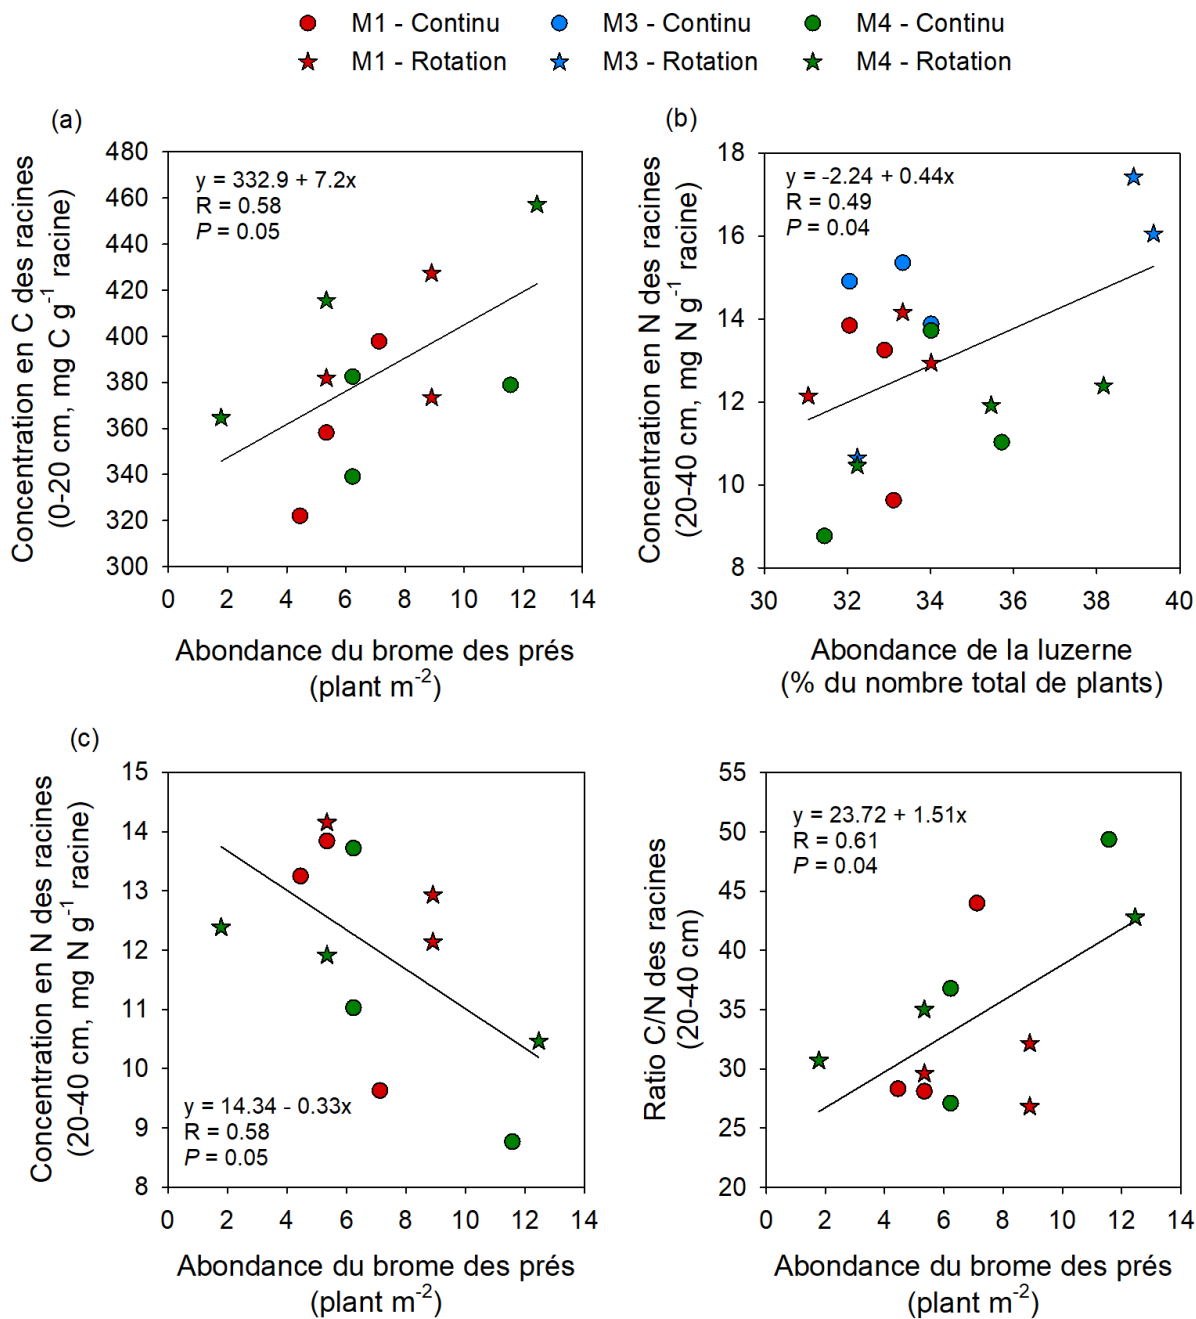 M1 - Continu
M3 - Continu
M4 - Continu
M1 - Rotation
M3 - Rotation
M4 - Rotation
(a)
Concentration en C des racines
(0-20 cm, mg C g⁻¹ racine)
480
460
440
420
400
380
360
340
320
300
y = 332.9 + 7.2x
R = 0.58
P = 0.05
0 2 4 6 8 10 12 14
Abondance du brome des prés
(plant m⁻²)
(b)
Concentration en N des racines
(20-40 cm, mg N g⁻¹ racine)
18
16
14
12
10
8
y = -2.24 + 0.44x
R = 0.49
P = 0.04
30 32 34 36 38 40
Abondance de la luzerne
(% du nombre total de plants)
(c)
Concentration en N des racines
(20-40 cm, mg N g⁻¹ racine)
15
14
13
12
11
10
9
8
y = 14.34 - 0.33x
R = 0.58
P = 0.05
0 2 4 6 8 10 12 14
Abondance du brome des prés
(plant m⁻²)
Ratio C/N des racines
(20-40 cm)
55
50
45
40
35
30
25
20
y = 23.72 + 1.51x
R = 0.61
P = 0.04
0 2 4 6 8 10 12 14
Abondance du brome des prés
(plant m⁻²)